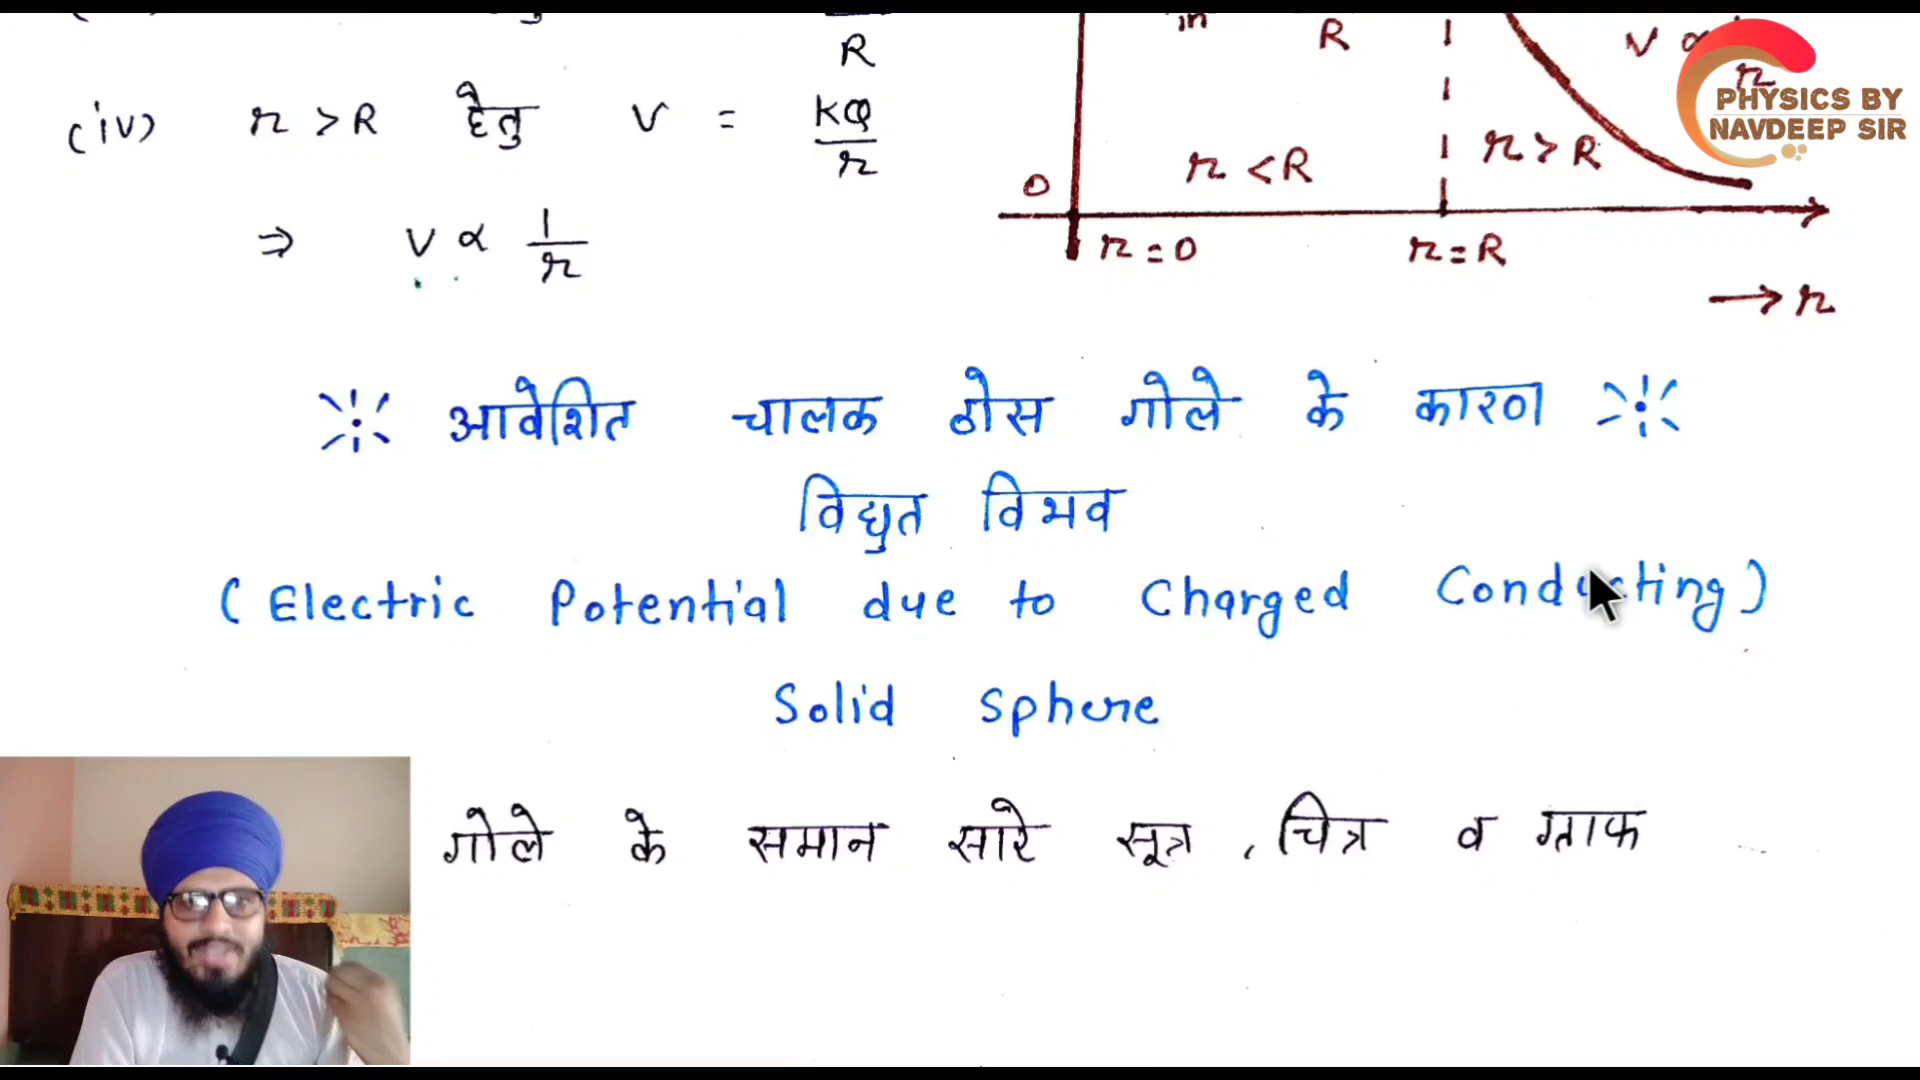 R
(iv) r > R हेतु V = KQ/r
⇒ V ∝ 1/r
in R
V ∝
r
0 r < R r > R
r = 0 r = R
→ r
PHYSICS BY
NAVDEEP SIR
आवेशित चालक ठोस गोले के कारण
विद्युत विभव
(Electric Potential due to Charged Conducting)
Solid Sphere
गोले के समान सारे सूत्र , चित्र व ग्राफ